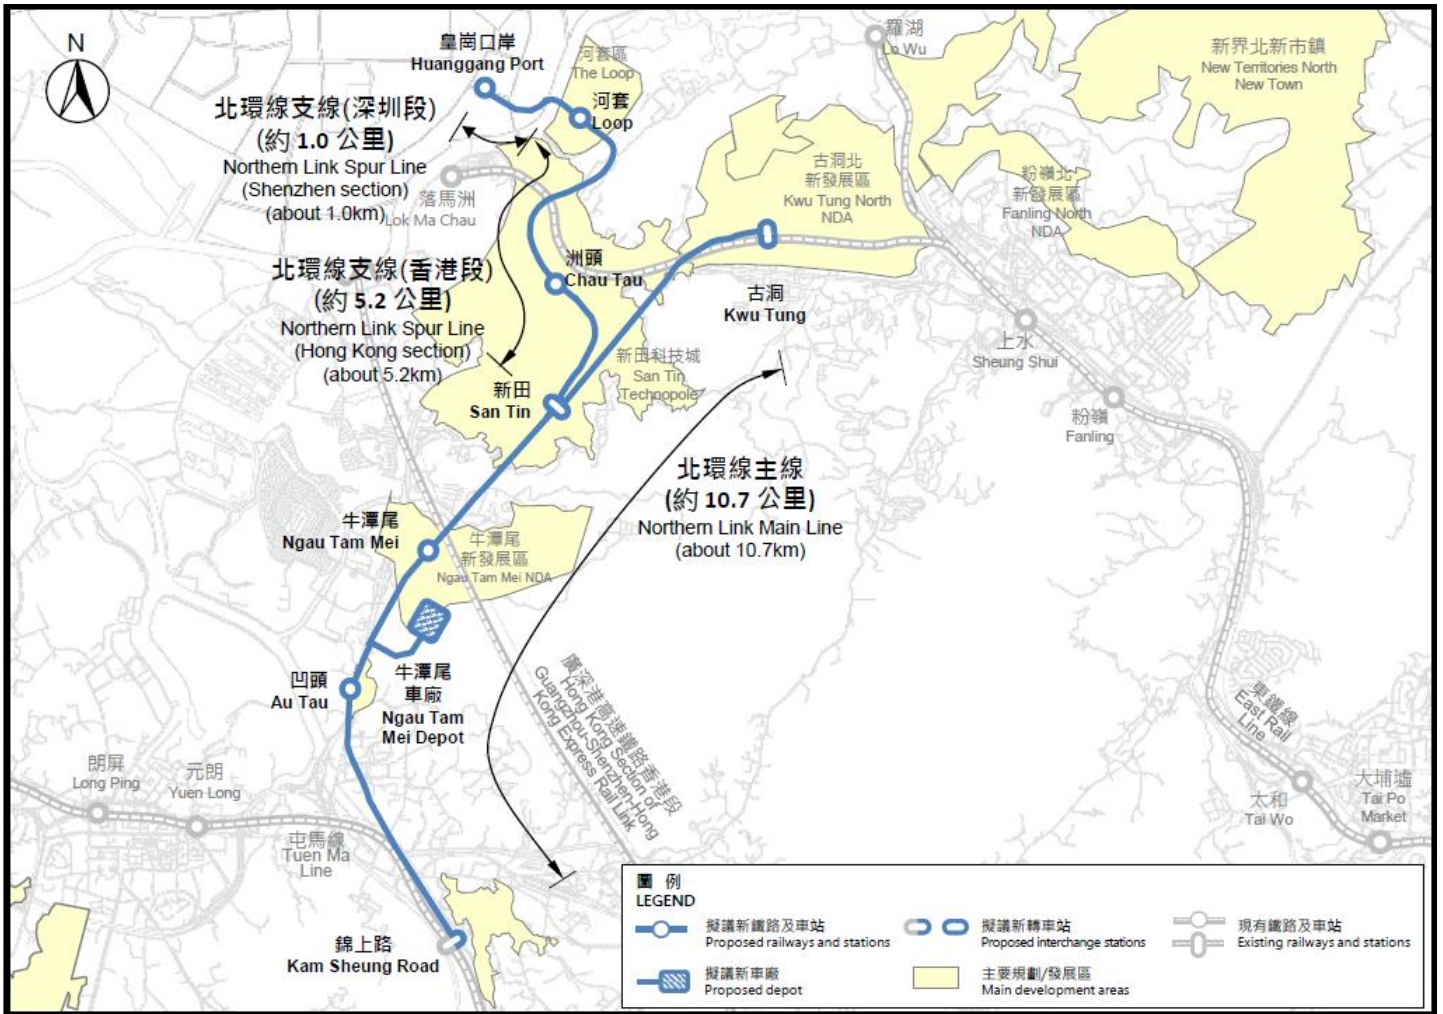 N
皇崗口岸
Huanggang Port
河套區
The Loop
河套
Loop
羅湖
Lo Wu
新界北新市鎮
New Territories North
New Town
北環線支線(深圳段)
(約 1.0 公里)
Northern Link Spur Line
(Shenzhen section)
(about 1.0km)
落馬洲
Lok Ma Chau
古洞北
新發展區
Kwu Tung North
NDA
粉嶺北
新發展區
Fanling North
NDA
北環線支線(香港段)
(約 5.2 公里)
Northern Link Spur Line
(Hong Kong section)
(about 5.2km)
洲頭
Chau Tau
古洞
Kwu Tung
上水
Sheung Shui
新田科技城
San Tin
Technopole
新田
San Tin
粉嶺
Fanling
北環線主線
(約 10.7 公里)
Northern Link Main Line
(about 10.7km)
牛潭尾
Ngau Tam Mei
牛潭尾
新發展區
Ngau Tam Mei NDA
凹頭
Au Tau
牛潭尾
車廠
Ngau Tam
Mei Depot
廣深港高速鐵路香港段
Hong Kong Section of
Guangzhou-Shenzhen-Hong
Kong Express Rail Link
東鐵線
East Rail
Line
朗屏
Long Ping
元朗
Yuen Long
屯馬線
Tuen Ma
Line
太和
Tai Wo
大埔墟
Tai Po
Market
錦上路
Kam Sheung Road
圖 例
LEGEND
擬議新鐵路及車站
Proposed railways and stations
擬議新轉車站
Proposed interchange stations
現有鐵路及車站
Existing railways and stations
擬議新車廠
Proposed depot
主要規劃/發展區
Main development areas